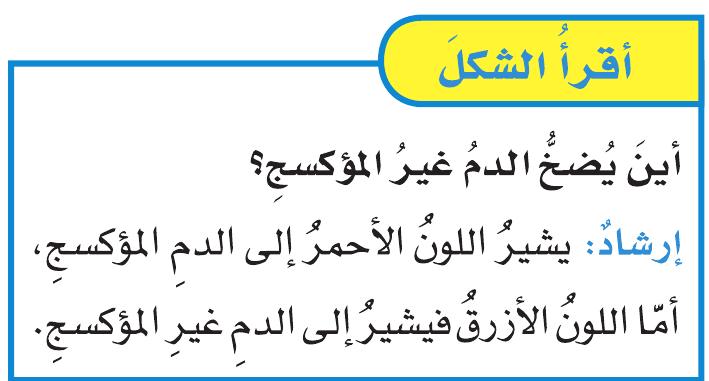 أقرأُ الشكلَ
أينَ يُضخُّ الدمُ غيرُ المؤكسجِ؟
إرشادٌ: يشيرُ اللونُ الأحمرُ إلى الدمِ المؤكسجِ،
أمّا اللونُ الأزرقُ فيشيرُ إلى الدمِ غيرِ المؤكسجِ.